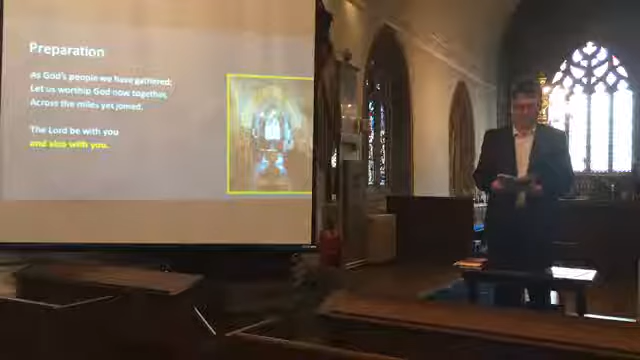 Preparation
As God's people we have gathered:
Let us worship God now together,
Across the miles yet joined.
The Lord be with you
and also with you.